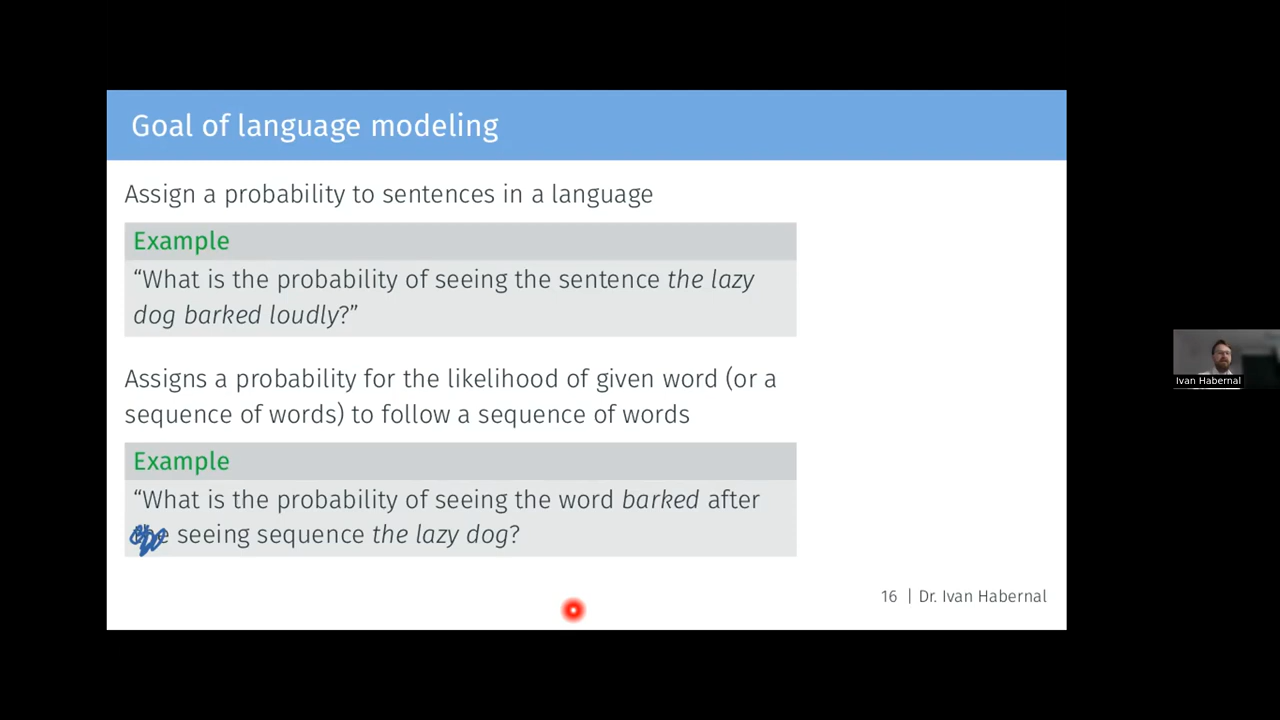 Goal of language modeling
Assign a probability to sentences in a language
Example
“What is the probability of seeing the sentence the lazy
dog barked loudly?”
Assigns a probability for the likelihood of given word (or a
sequence of words) to follow a sequence of words
Example
“What is the probability of seeing the word barked after
seeing sequence the lazy dog?
16 | Dr. Ivan Habernal
Ivan Habernal